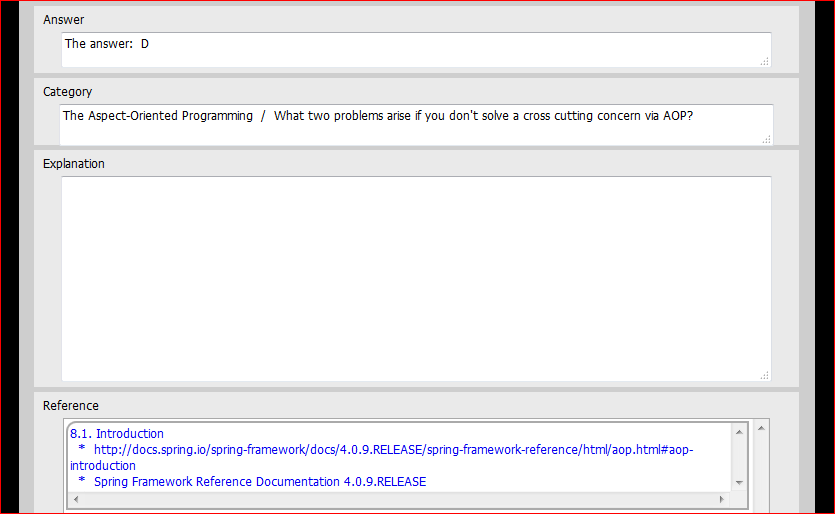 Answer
The answer:  D
Category
The Aspect-Oriented Programming  /  What two problems arise if you don't solve a cross cutting concern via AOP?
Explanation
Reference
8.1. Introduction
*  http://docs.spring.io/spring-framework/docs/4.0.9.RELEASE/spring-framework-reference/html/aop.html#aop-
introduction
*  Spring Framework Reference Documentation 4.0.9.RELEASE